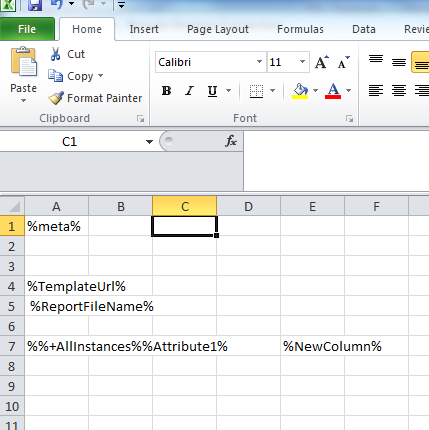 File Home Insert Page Layout Formulas Data
Cut
Calibri 11 A A
Copy
Paste
Format Painter
B I U A
Clipboard Font
C1 fx
A B C D E F
1 %meta%
2
3
4 %TemplateUrl%
5 %ReportFileName%
6
7 %%+AllInstances%%Attribute1% %NewColumn%
8
9
10
11